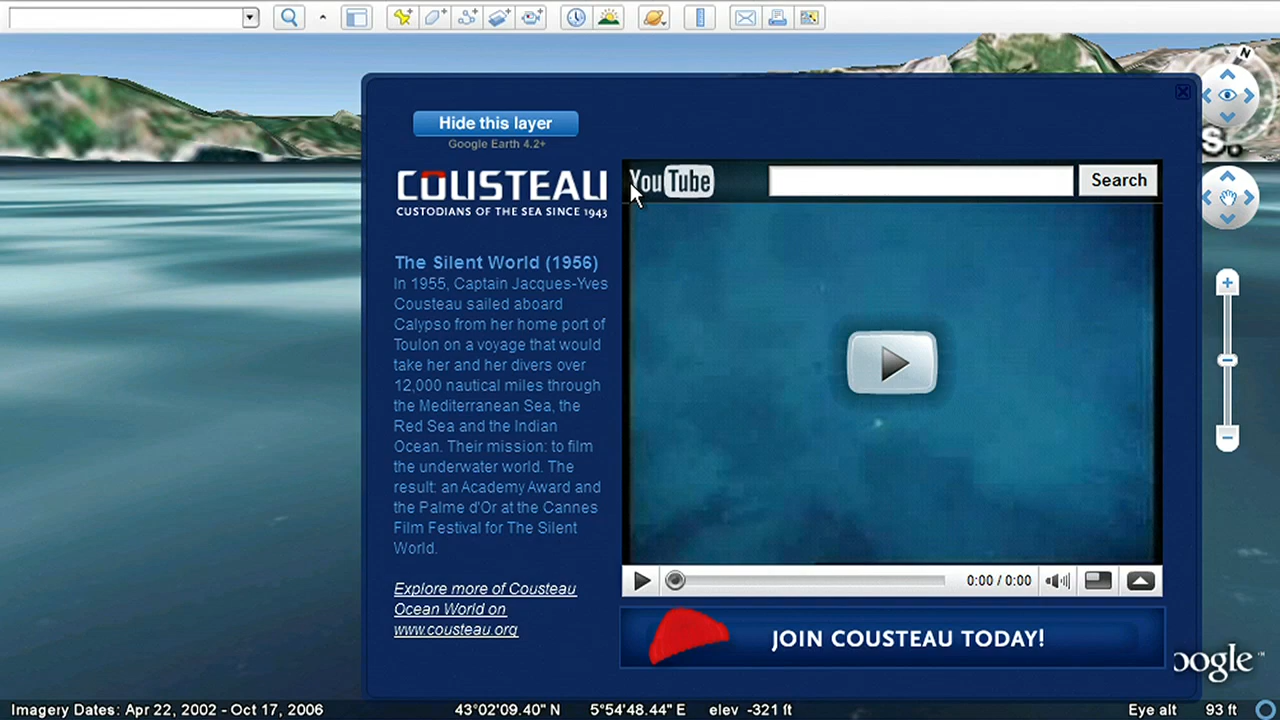 N
S.
Hide this layer
Google Earth 4.2+
COUSTEAU
CUSTODIANS OF THE SEA SINCE 1943
YouTube
Search
The Silent World (1956)
In 1955, Captain Jacques-Yves
Cousteau sailed aboard
Calypso from her home port of
Toulon on a voyage that would
take her and her divers over
12,000 nautical miles through
the Mediterranean Sea, the
Red Sea and the Indian
Ocean. Their mission: to film
the underwater world. The
result: an Academy Award and
the Palme d'Or at the Cannes
Film Festival for The Silent
World.
Explore more of Cousteau
Ocean World on
www.cousteau.org
0:00 / 0:00
JOIN COUSTEAU TODAY!
oogle™
Imagery Dates: Apr 22, 2002 - Oct 17, 2006 43°02'09.40" N 5°54'48.44" E elev -321 ft Eye alt 93 ft